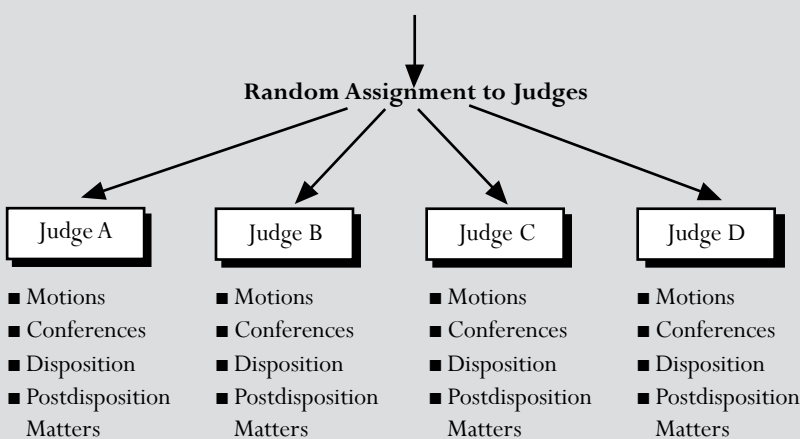 Random Assignment to Judges
Judge A
Judge B
Judge C
Judge D
■ Motions
■ Conferences
■ Disposition
■ Postdisposition
Matters
■ Motions
■ Conferences
■ Disposition
■ Postdisposition
Matters
■ Motions
■ Conferences
■ Disposition
■ Postdisposition
Matters
■ Motions
■ Conferences
■ Disposition
■ Postdisposition
Matters